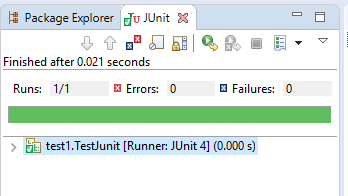 Package Explorer JUnit
Finished after 0.021 seconds
Runs: 1/1 Errors: 0 Failures: 0
test1.TestJunit [Runner: JUnit 4] (0.000 s)